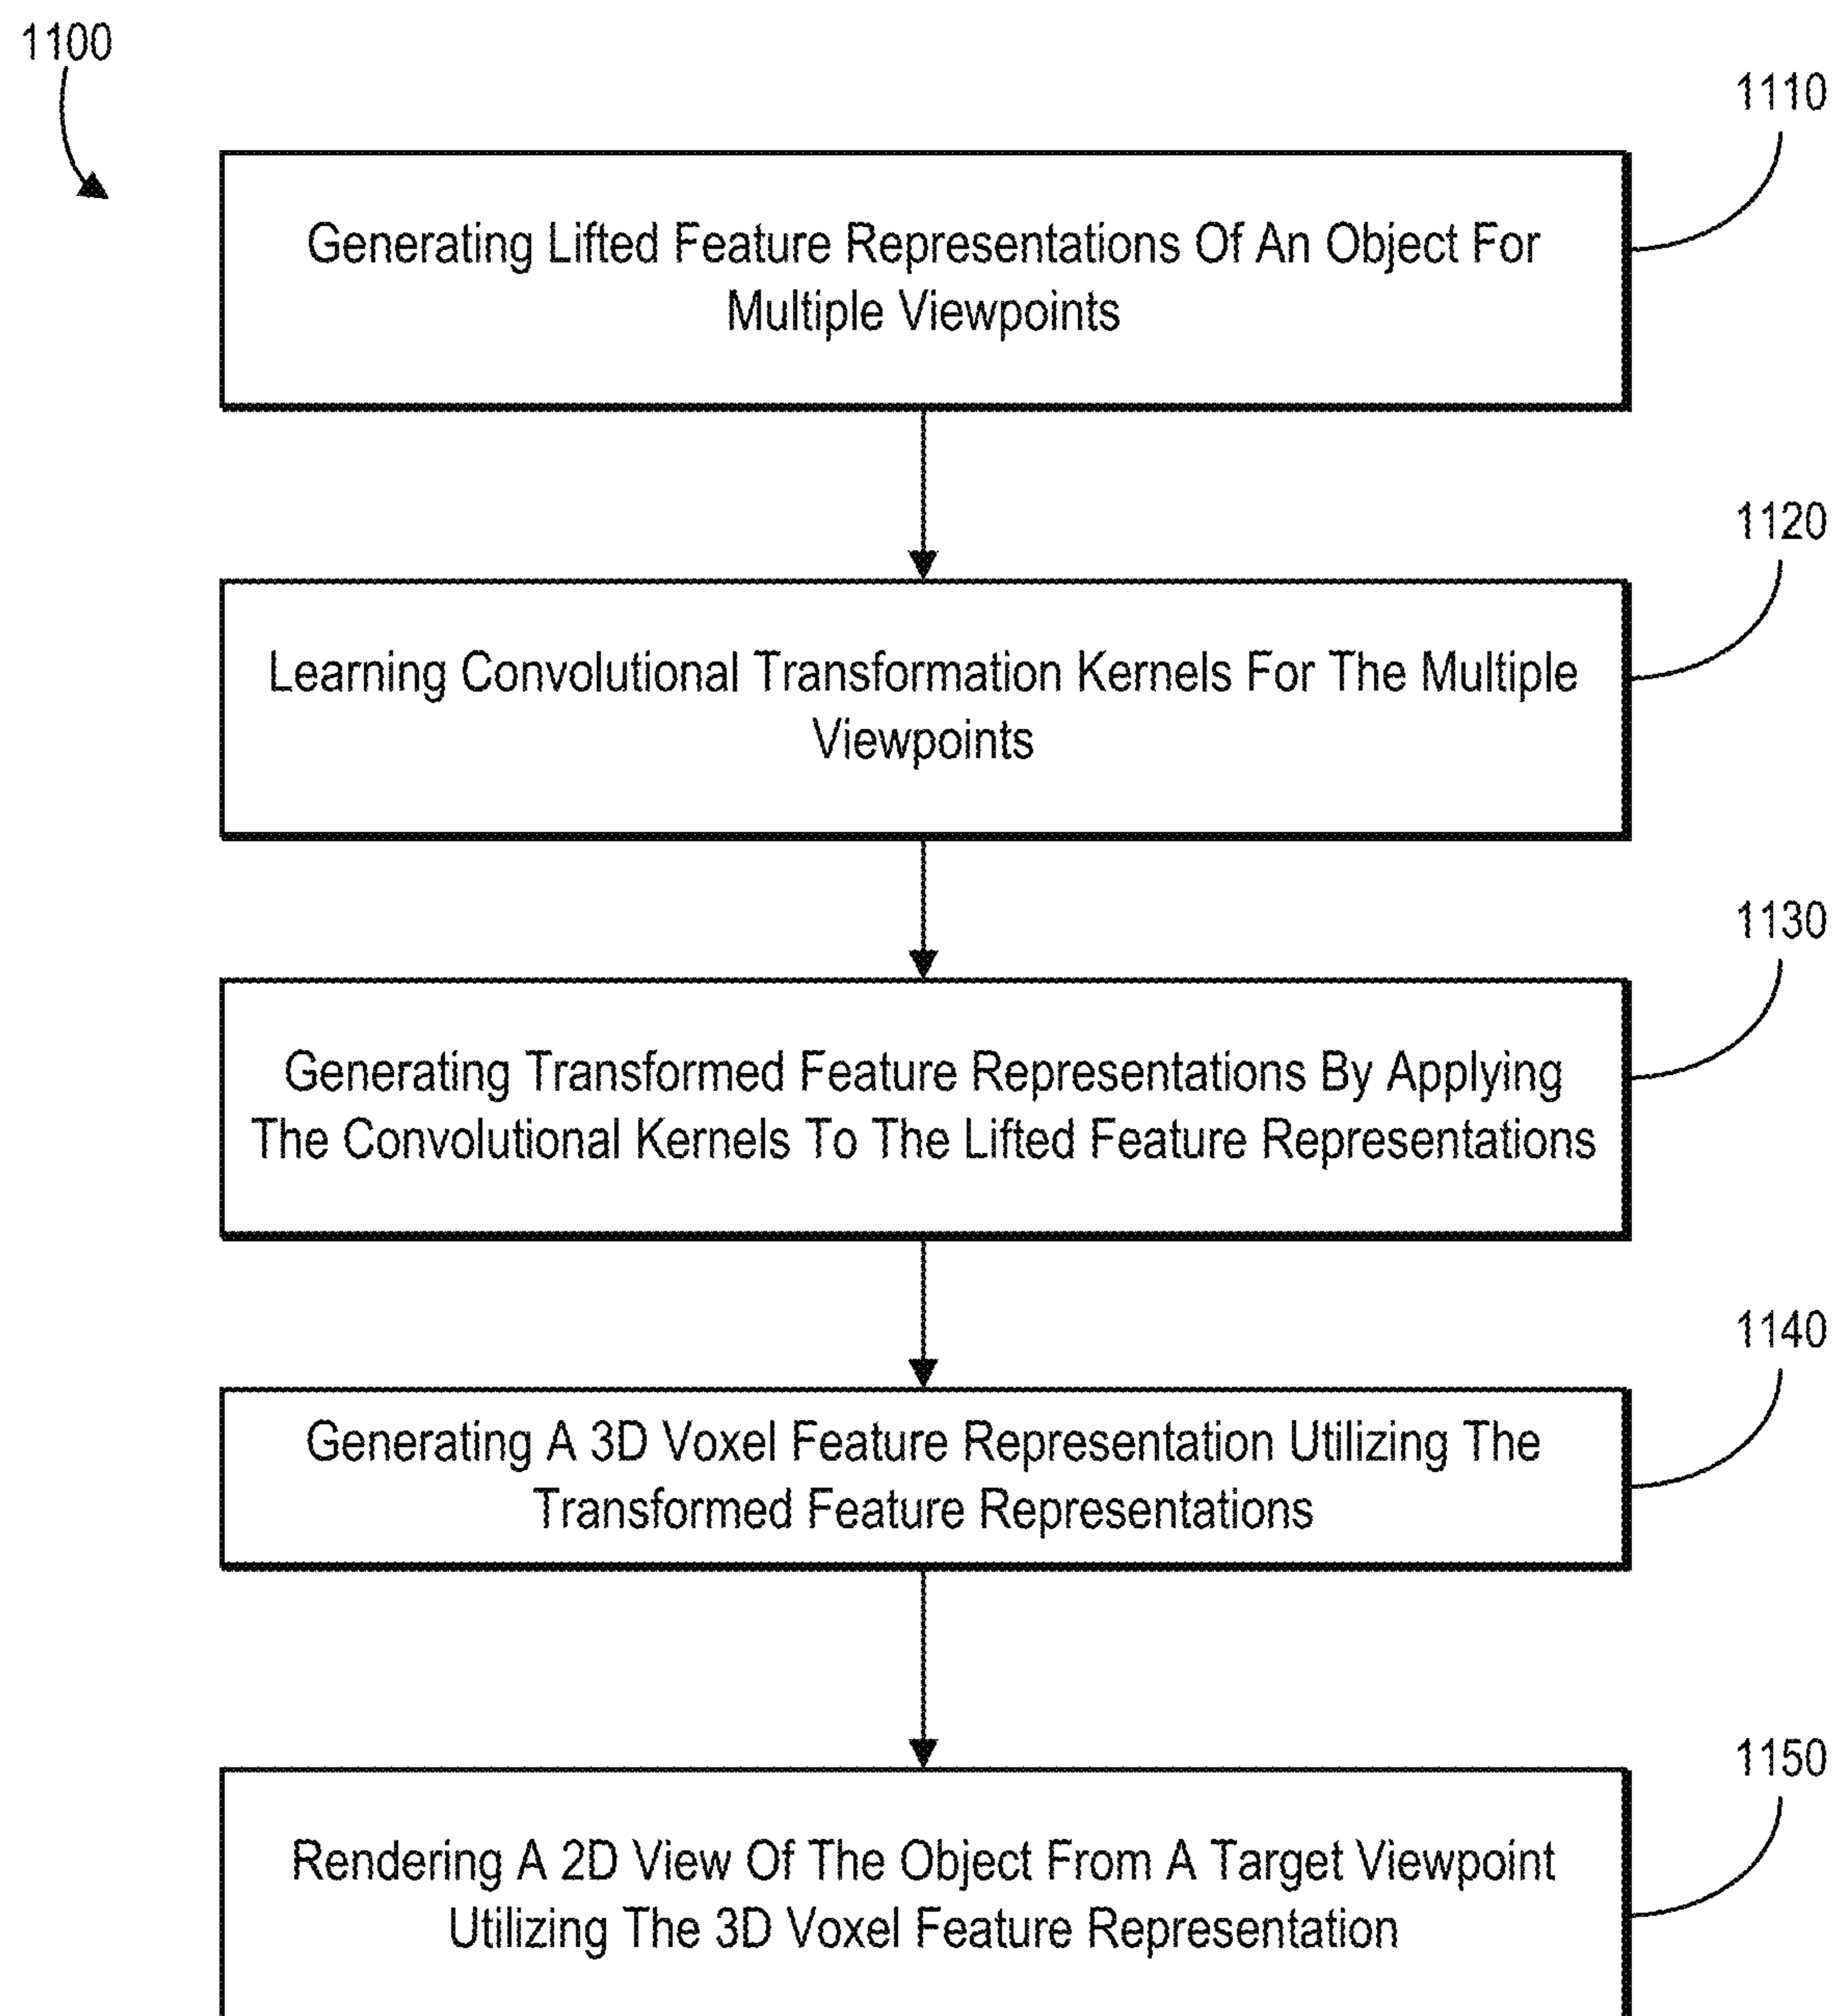 1100
1110
Generating Lifted Feature Representations Of An Object For
Multiple Viewpoints
1120
Learning Convolutional Transformation Kernels For The Multiple
Viewpoints
1130
Generating Transformed Feature Representations By Applying
The Convolutional Kernels To The Lifted Feature Representations
1140
Generating A 3D Voxel Feature Representation Utilizing The
Transformed Feature Representations
1150
Rendering A 2D View Of The Object From A Target Viewpoint
Utilizing The 3D Voxel Feature Representation